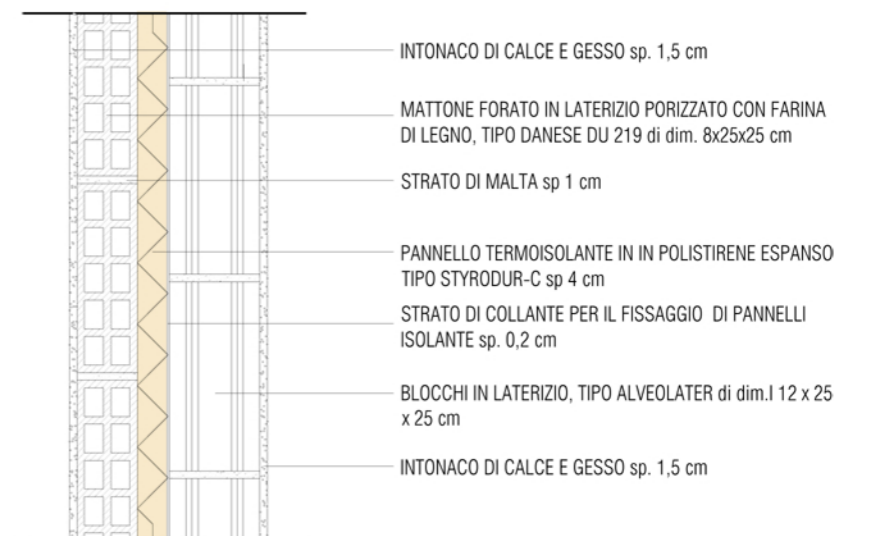 INTONACO DI CALCE E GESSO sp. 1,5 cm
MATTONE FORATO IN LATERIZIO PORIZZATO CON FARINA
DI LEGNO, TIPO DANESE DU 219 di dim. 8x25x25 cm
STRATO DI MALTA sp 1 cm
PANNELLO TERMOISOLANTE IN IN POLISTIRENE ESPANSO
TIPO STYRODUR-C sp 4 cm
STRATO DI COLLANTE PER IL FISSAGGIO DI PANNELLI
ISOLANTE sp. 0,2 cm
BLOCCHI IN LATERIZIO, TIPO ALVEOLATER di dim.l 12 x 25
x 25 cm
INTONACO DI CALCE E GESSO sp. 1,5 cm